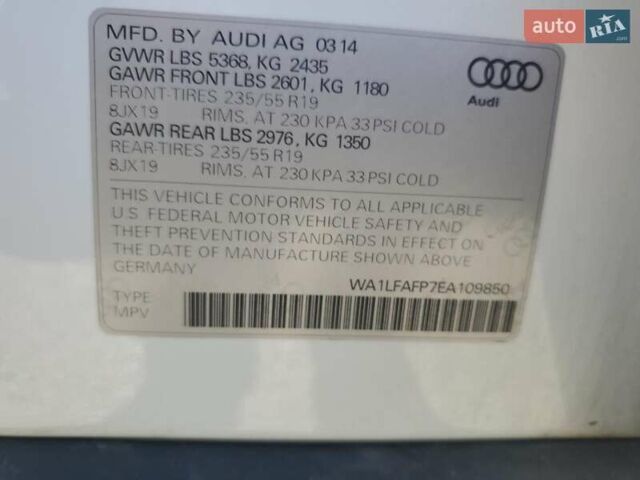 auto
RIA
.com
MFD. BY AUDI AG 03 14
GVWR LBS 5368, KG 2435
GAWR FRONT LBS 2601, KG 1180
FRONT-TIRES 235/55 R19
8JX19 RIMS, AT 230 KPA 33 PSI COLD
GAWR REAR LBS 2976, KG 1350
REAR-TIRES 235/55 R19
8JX19 RIMS, AT 230 KPA 33 PSI COLD
Audi
THIS VEHICLE CONFORMS TO ALL APPLICABLE
U.S. FEDERAL MOTOR VEHICLE SAFETY AND
THEFT PREVENTION STANDARDS IN EFFECT ON
THE DATE OF MANUFACTURE SHOWN ABOVE.
GERMANY
WA1LFAFP7EA109850
TYPE:
MPV